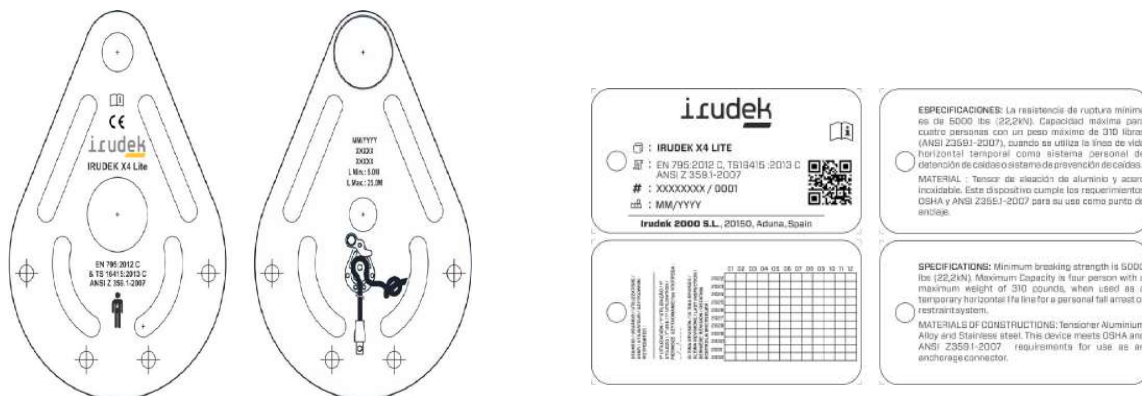 CE
irudek
IRUDEK X4 Lite
EN 795:2012 C
& TS 16415:2013 C
ANSI Z 359.1-2007
MM/YYYY
XXXXX
XXXXX
L Min.: 5.0M
L Max.: 25.0M
irudek
: IRUDEK X4 LITE
: EN 795:2012 C, TS16415 :2013 C
ANSI Z 359.1-2007
# : XXXXXXXX / 0001
: MM/YYYY
Irudek 2000 S.L., 20150, Aduna, Spain
ESPECIFICACIONES: La resistencia de ruptura mínima
es de 5000 lbs (22,2kN). Capacidad máxima para
cuatro personas con un peso máximo de 310 libras
(ANSI Z359.1-2007), cuando se utiliza la línea de vida
horizontal temporal como sistema personal de
detención de caídas o sistema de prevención de caídas.
MATERIAL : Tensor de aleación de aluminio y acero
inoxidable. Este dispositivo cumple los requerimientos
OSHA y ANSI Z359.1-2007 para su uso como punto de
anclaje.
01 02 03 04 05 06 07 08 09 10 11 12
SPECIFICATIONS: Minimum breaking strength is 5000
lbs (22,2kN). Maximum Capacity is four person with a
maximum weight of 310 pounds, when used as a
temporary horizontal life line for a personal fall arrest or
restraint system.
MATERIALS OF CONSTRUCTIONS: Tensioner Aluminium
Alloy and Stainless steel. This device meets OSHA and
ANSI Z359.1-2007 requirements for use as an
anchorage connector.